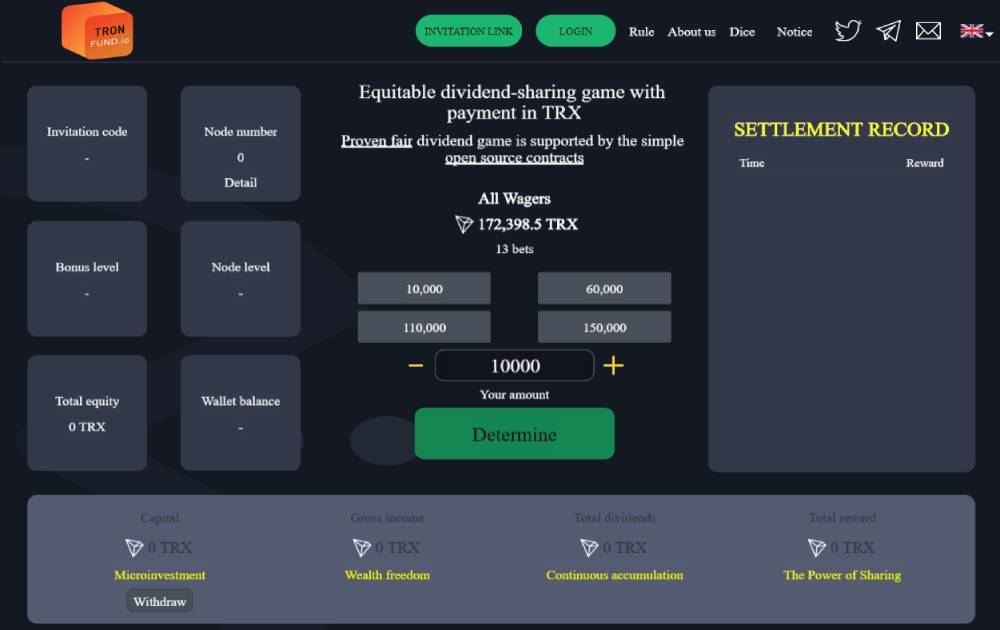 TRON
FUND.io
INVITATION LINK
LOGIN
Rule
About us
Dice
Notice
Invitation code
-
Node number
0
Detail
Bonus level
-
Node level
-
Total equity
0 TRX
Wallet balance
-
Equitable dividend-sharing game with
payment in TRX
Proven fair dividend game is supported by the simple
open source contracts
All Wagers
172,398.5 TRX
13 bets
10,000
60,000
110,000
150,000
− 10000 +
Your amount
Determine
SETTLEMENT RECORD
Time
Reward
Capital
0 TRX
Microinvestment
Withdraw
Gross income
0 TRX
Wealth freedom
Total dividends
0 TRX
Continuous accumulation
Total reward
0 TRX
The Power of Sharing